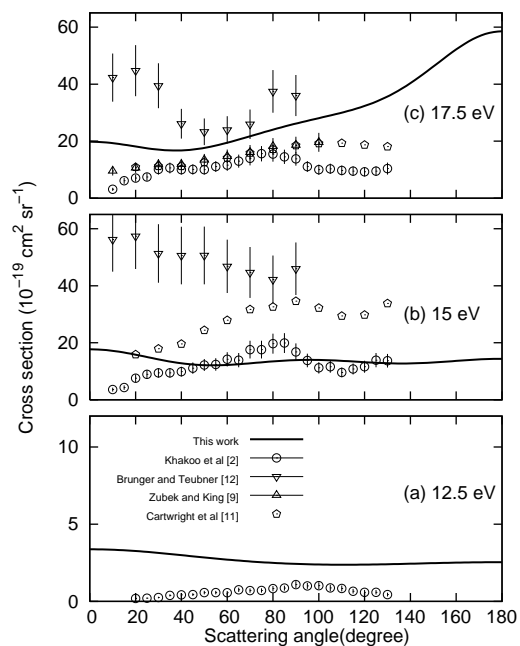 60
40
20
0
(c) 17.5 eV
60
40
20
0
(b) 15 eV
Cross section (10⁻¹⁹ cm² sr⁻¹)
10
5
0
This work
Khakoo et al [2]
Brunger and Teubner [12]
Zubek and King [9]
Cartwright et al [11]
(a) 12.5 eV
0 20 40 60 80 100 120 140 160 180
Scattering angle(degree)